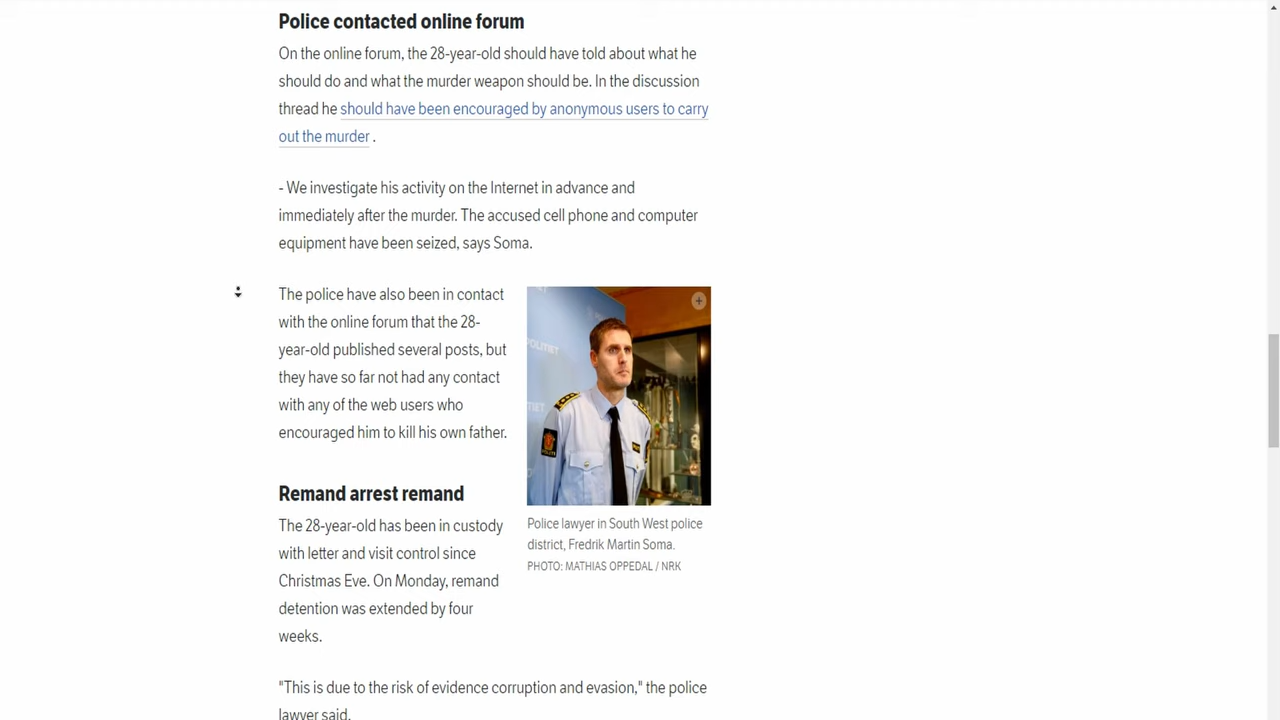 Police contacted online forum
On the online forum, the 28-year-old should have told about what he
should do and what the murder weapon should be. In the discussion
thread he should have been encouraged by anonymous users to carry
out the murder .
- We investigate his activity on the Internet in advance and
immediately after the murder. The accused cell phone and computer
equipment have been seized, says Soma.
The police have also been in contact
with the online forum that the 28-
year-old published several posts, but
they have so far not had any contact
with any of the web users who
encouraged him to kill his own father.
POLITIET
Police lawyer in South West police
district, Fredrik Martin Soma.
PHOTO: MATHIAS OPPEDAL / NRK
Remand arrest remand
The 28-year-old has been in custody
with letter and visit control since
Christmas Eve. On Monday, remand
detention was extended by four
weeks.
"This is due to the risk of evidence corruption and evasion," the police
lawyer said.